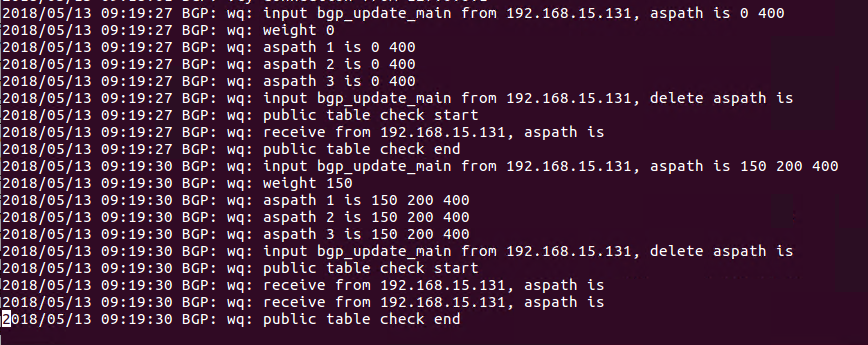 2018/05/13 09:19:27 BGP: wq: input bgp_update_main from 192.168.15.131, aspath is 0 400
2018/05/13 09:19:27 BGP: wq: weight 0
2018/05/13 09:19:27 BGP: wq: aspath 1 is 0 400
2018/05/13 09:19:27 BGP: wq: aspath 2 is 0 400
2018/05/13 09:19:27 BGP: wq: aspath 3 is 0 400
2018/05/13 09:19:27 BGP: wq: input bgp_update_main from 192.168.15.131, delete aspath is
2018/05/13 09:19:27 BGP: wq: public table check start
2018/05/13 09:19:27 BGP: wq: receive from 192.168.15.131, aspath is
2018/05/13 09:19:27 BGP: wq: public table check end
2018/05/13 09:19:30 BGP: wq: input bgp_update_main from 192.168.15.131, aspath is 150 200 400
2018/05/13 09:19:30 BGP: wq: weight 150
2018/05/13 09:19:30 BGP: wq: aspath 1 is 150 200 400
2018/05/13 09:19:30 BGP: wq: aspath 2 is 150 200 400
2018/05/13 09:19:30 BGP: wq: aspath 3 is 150 200 400
2018/05/13 09:19:30 BGP: wq: input bgp_update_main from 192.168.15.131, delete aspath is
2018/05/13 09:19:30 BGP: wq: public table check start
2018/05/13 09:19:30 BGP: wq: receive from 192.168.15.131, aspath is
2018/05/13 09:19:30 BGP: wq: receive from 192.168.15.131, aspath is
2018/05/13 09:19:30 BGP: wq: public table check end